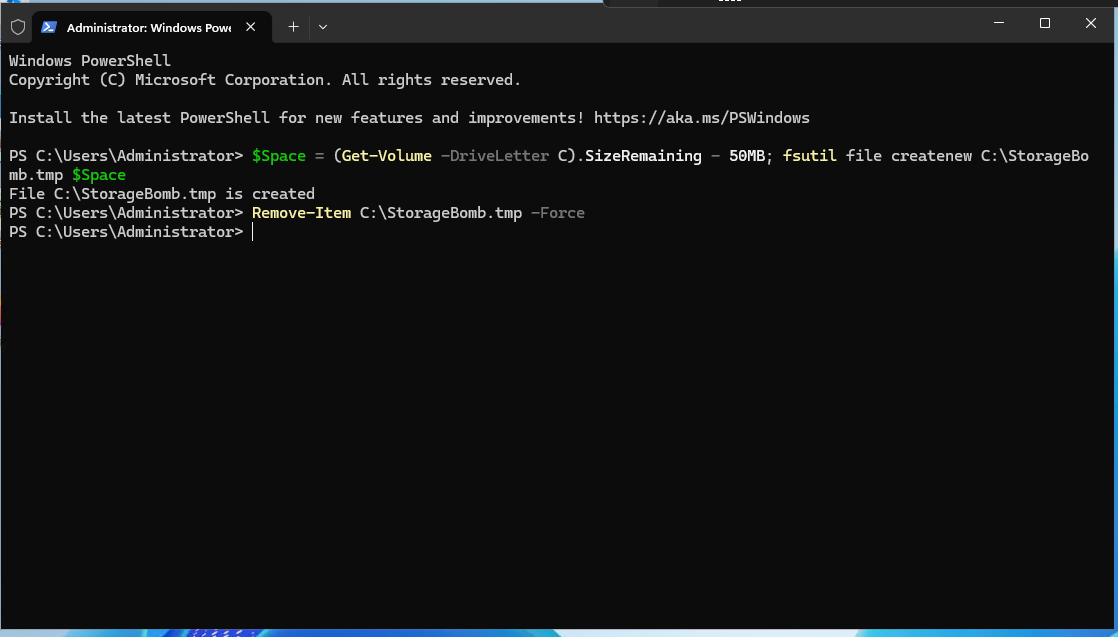 Administrator: Windows Powe
Windows PowerShell
Copyright (C) Microsoft Corporation. All rights reserved.
Install the latest PowerShell for new features and improvements! https://aka.ms/PSWindows
PS C:\Users\Administrator> $Space = (Get-Volume -DriveLetter C).SizeRemaining - 50MB; fsutil file createnew C:\StorageBo
mb.tmp $Space
File C:\StorageBomb.tmp is created
PS C:\Users\Administrator> Remove-Item C:\StorageBomb.tmp -Force
PS C:\Users\Administrator>